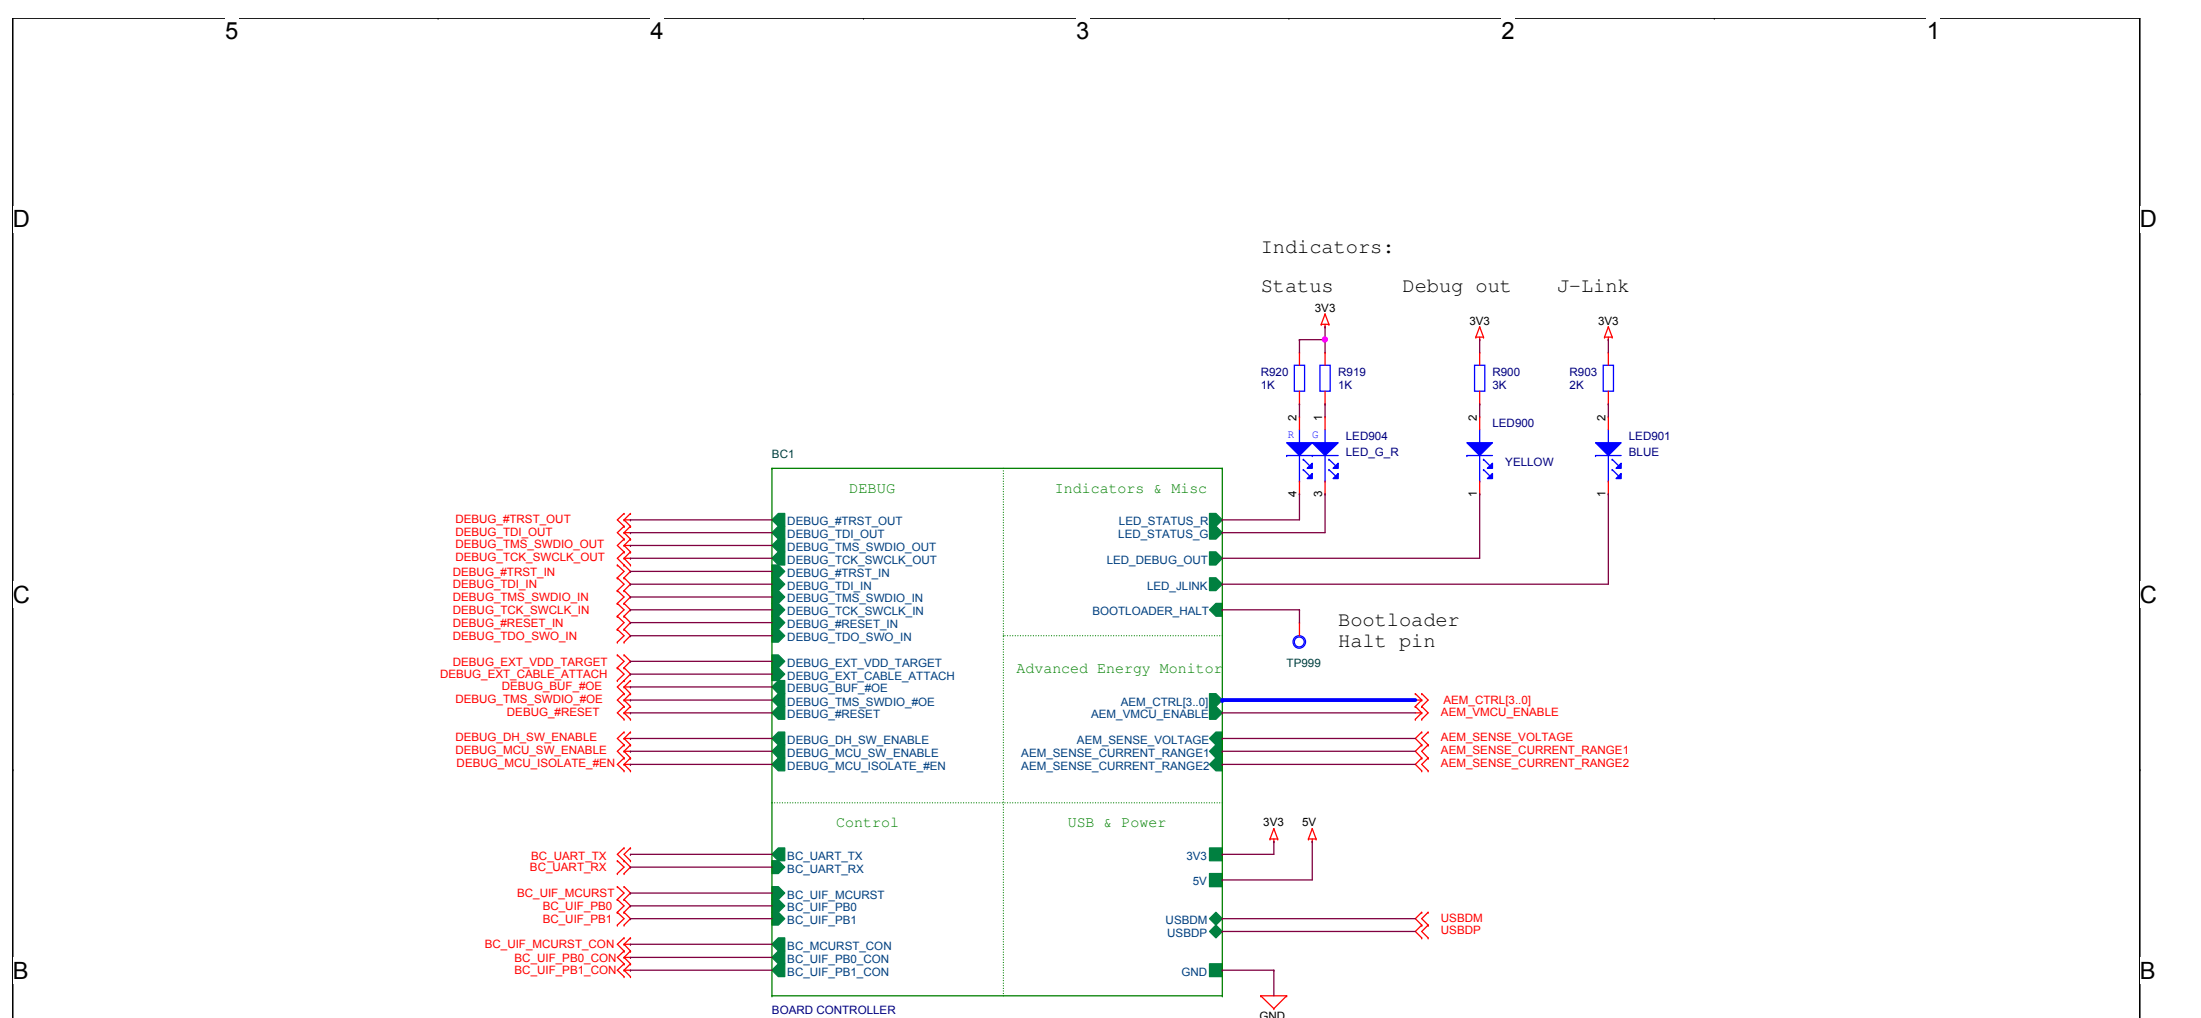 5 4 3 2 1
D D
Indicators:
Status Debug out J-Link
3V3
3V3 3V3
R920 R919 R900 R903
1K 1K 3K 2K
2 1 2 2
LED900
R G LED904 LED901
LED_G_R BLUE
YELLOW
4 3 1 1
BC1
DEBUG Indicators & Misc
DEBUG_#TRST_OUT DEBUG_#TRST_OUT LED_STATUS_R
DEBUG_TDI_OUT DEBUG_TDI_OUT LED_STATUS_G
DEBUG_TMS_SWDIO_OUT DEBUG_TMS_SWDIO_OUT
DEBUG_TCK_SWCLK_OUT DEBUG_TCK_SWCLK_OUT LED_DEBUG_OUT
DEBUG_#TRST_IN DEBUG_#TRST_IN
DEBUG_TDI_IN DEBUG_TDI_IN LED_JLINK
C C
DEBUG_TMS_SWDIO_IN DEBUG_TMS_SWDIO_IN
DEBUG_TCK_SWCLK_IN DEBUG_TCK_SWCLK_IN BOOTLOADER_HALT
DEBUG_#RESET_IN DEBUG_#RESET_IN Bootloader
DEBUG_TDO_SWO_IN DEBUG_TDO_SWO_IN Halt pin
TP999
DEBUG_EXT_VDD_TARGET DEBUG_EXT_VDD_TARGET Advanced Energy Monitor
DEBUG_EXT_CABLE_ATTACH DEBUG_EXT_CABLE_ATTACH
DEBUG_BUF_#OE DEBUG_BUF_#OE
DEBUG_TMS_SWDIO_#OE DEBUG_TMS_SWDIO_#OE AEM_CTRL[3..0] AEM_CTRL[3..0]
DEBUG_#RESET DEBUG_#RESET AEM_VMCU_ENABLE AEM_VMCU_ENABLE
DEBUG_DH_SW_ENABLE DEBUG_DH_SW_ENABLE AEM_SENSE_VOLTAGE AEM_SENSE_VOLTAGE
DEBUG_MCU_SW_ENABLE DEBUG_MCU_SW_ENABLE AEM_SENSE_CURRENT_RANGE1 AEM_SENSE_CURRENT_RANGE1
DEBUG_MCU_ISOLATE_#EN DEBUG_MCU_ISOLATE_#EN AEM_SENSE_CURRENT_RANGE2 AEM_SENSE_CURRENT_RANGE2
Control USB & Power 3V3 5V
BC_UART_TX BC_UART_TX 3V3
BC_UART_RX BC_UART_RX
5V
BC_UIF_MCURST BC_UIF_MCURST
BC_UIF_PB0 BC_UIF_PB0
BC_UIF_PB1 BC_UIF_PB1 USBDM USBDM
USBDP USBDP
BC_UIF_MCURST_CON BC_MCURST_CON
BC_UIF_PB0_CON BC_UIF_PB0_CON
BC_UIF_PB1_CON BC_UIF_PB1_CON GND
B B
BOARD CONTROLLER
GND